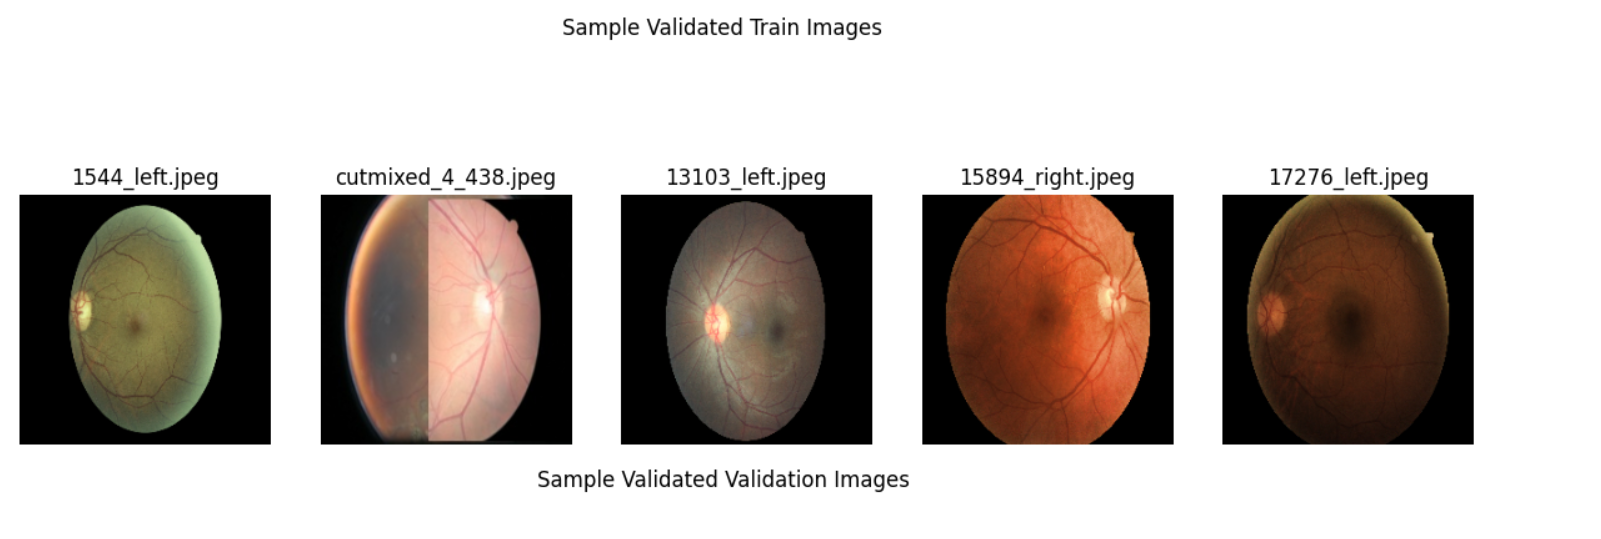 Sample Validated Train Images
1544_left.jpeg
cutmixed_4_438.jpeg
13103_left.jpeg
15894_right.jpeg
17276_left.jpeg
Sample Validated Validation Images